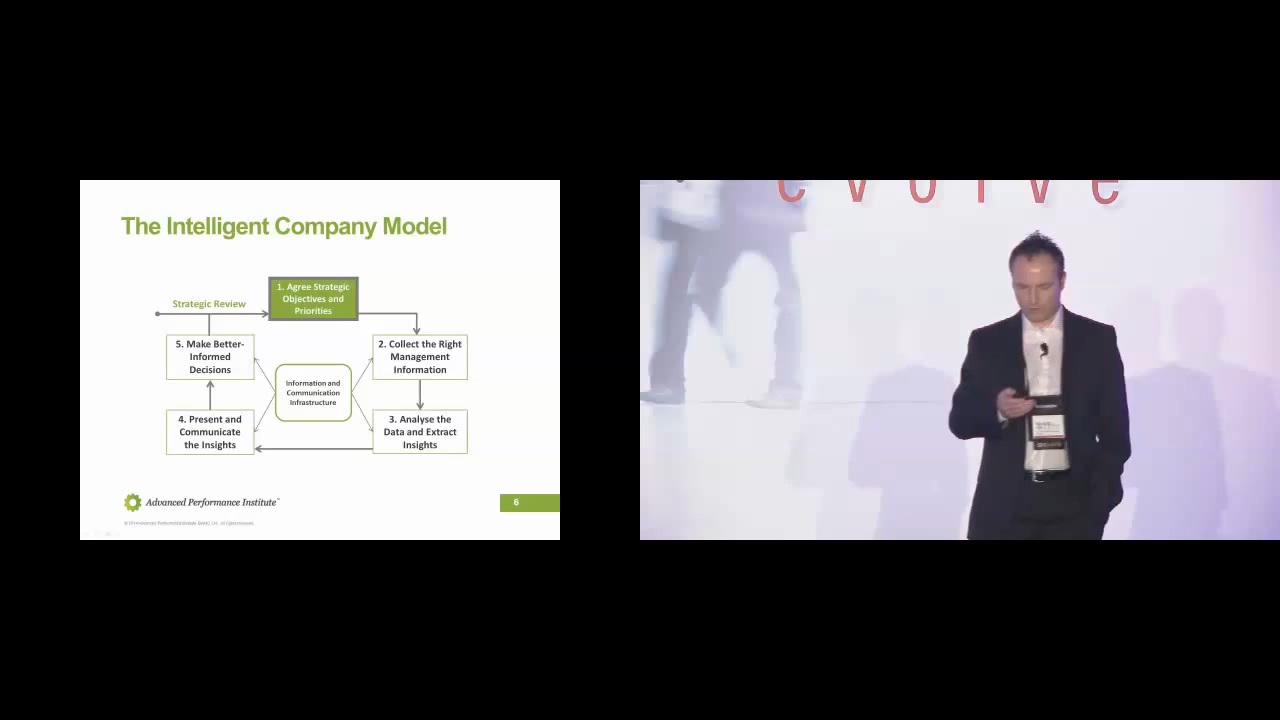 The Intelligent Company Model
1. Agree Strategic
Objectives and
Priorities
Strategic Review
5. Make Better-
Informed
Decisions
2. Collect the Right
Management
Information
Information and
Communication
Infrastructure
4. Present and
Communicate
the Insights
3. Analyse the
Data and Extract
Insights
Advanced Performance Institute
6
evolve